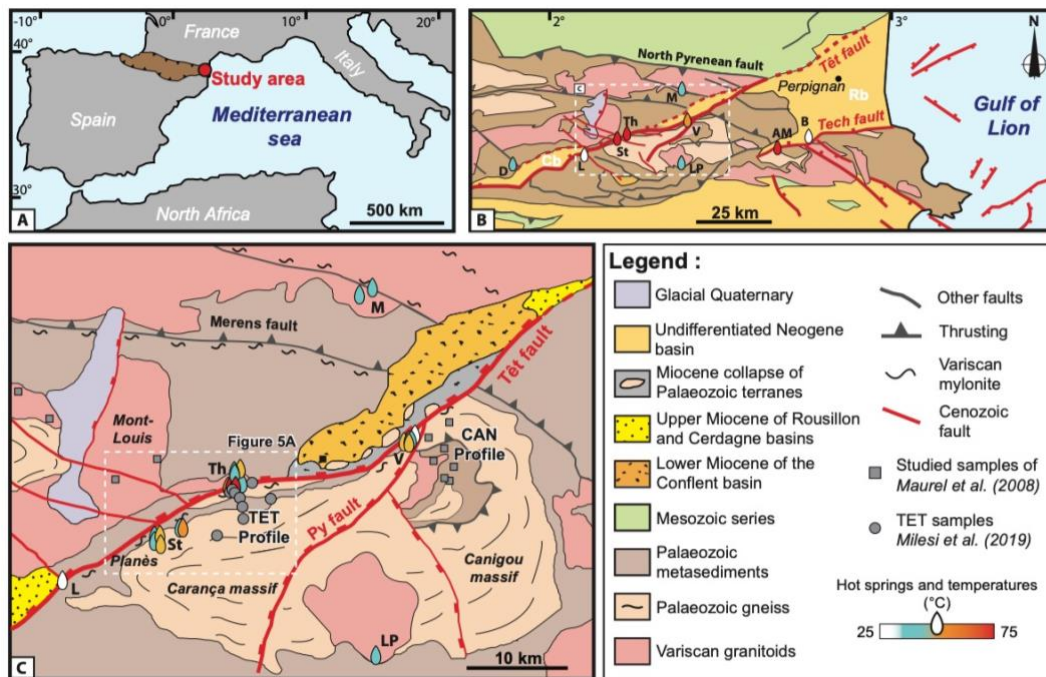 -10°
0°
10°
20°
40°
30°
France
Italy
Study area
Spain
Mediterranean
sea
North Africa
500 km
A
2°
3°
N
North Pyrenean fault
Têt fault
Perpignan
Rb
C
M
Th
V
St
L
Cb
D
LP
AM
B
Tech fault
Gulf of
Lion
25 km
B
M
Merens fault
Têt fault
Mont-
Louis
Figure 5A
Th
V
CAN
Profile
TET
Profile
Py fault
St
Planès
L
Carança massif
Canigou
massif
LP
10 km
C
Legend :
Glacial Quaternary
Undifferentiated Neogene
basin
Miocene collapse of
Palaeozoic terranes
Upper Miocene of Rousillon
and Cerdagne basins
Lower Miocene of the
Conflent basin
Mesozoic series
Palaeozoic
metasediments
Palaeozoic gneiss
Variscan granitoids
Other faults
Thrusting
Variscan
mylonite
Cenozoic
fault
Studied samples of
Maurel et al. (2008)
TET samples
Milesi et al. (2019)
Hot springs and temperatures
(°C)
25
75